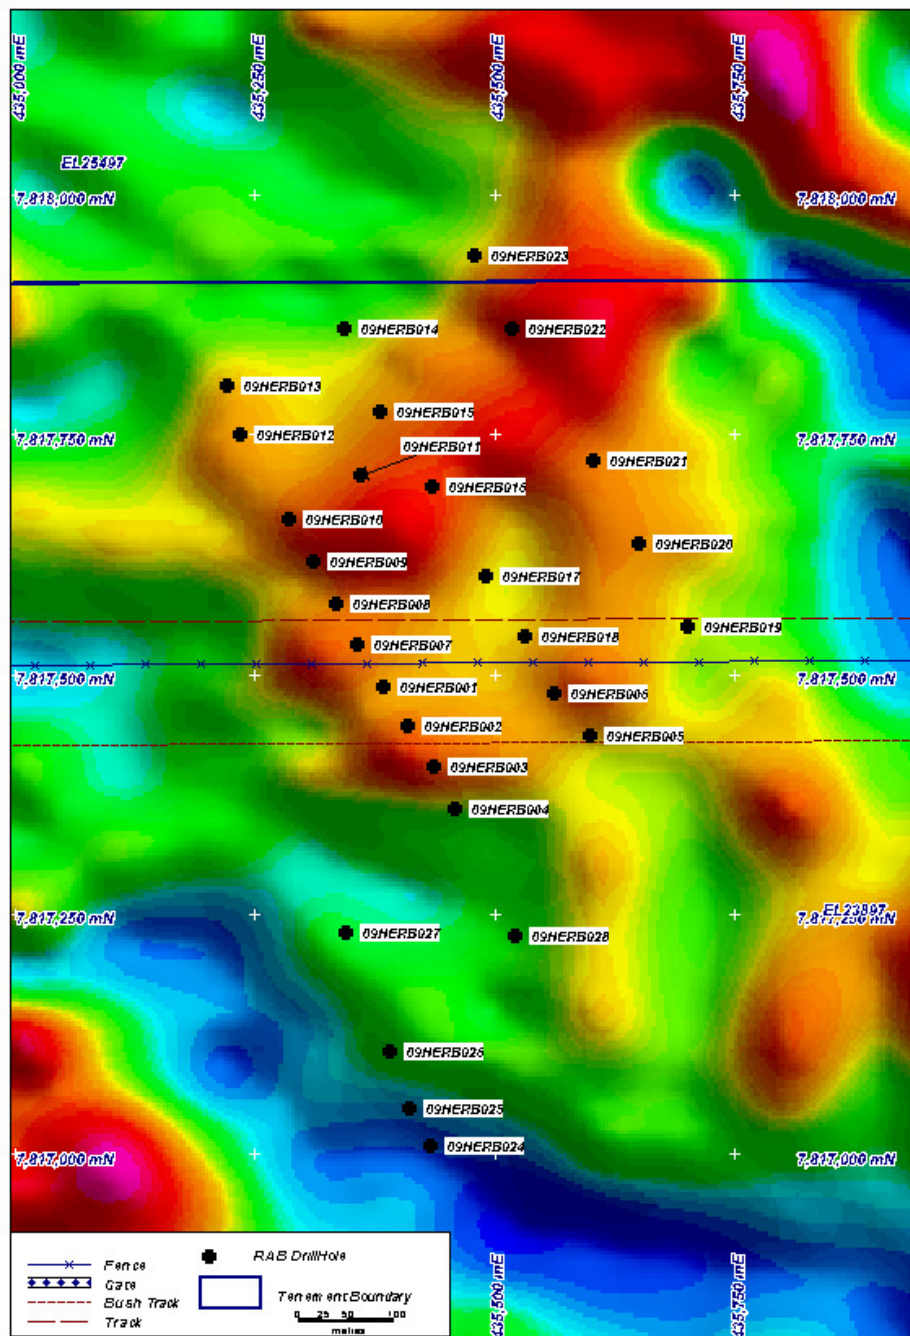 435,000 mE
435,250 mE
435,500 mE
435,750 mE
EL25497
7,818,000 mN
7,818,000 mN
09HERB023
09HERB014
09HERB022
09HERB013
09HERB015
7,817,750 mN
09HERB012
09HERB011
7,817,750 mN
09HERB021
09HERB016
09HERB010
09HERB020
09HERB009
09HERB017
09HERB008
09HERB019
09HERB018
09HERB007
7,817,500 mN
7,817,500 mN
09HERB001
09HERB006
09HERB002
09HERB005
09HERB003
09HERB004
EL23897
7,817,250 mN
7,817,250 mN
09HERB027
09HERB028
09HERB026
09HERB025
09HERB024
7,817,000 mN
7,817,000 mN
435,500 mE
435,750 mE
Fence
Gate
Bush Track
Track
RAB DrillHole
Tenement Boundary
0 25 50 100
metres